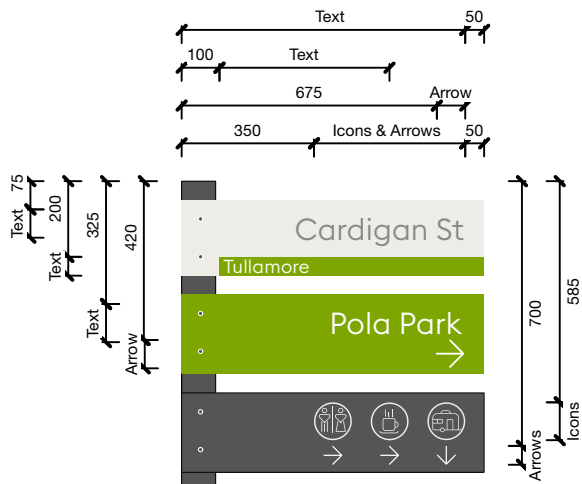 Text 50
100 Text
675 Arrow
350 Icons & Arrows 50
75
Text
200
Text
325
Text
420
Arrow
Cardigan St
Tullamore
Pola Park
700
Arrows
585
Icons